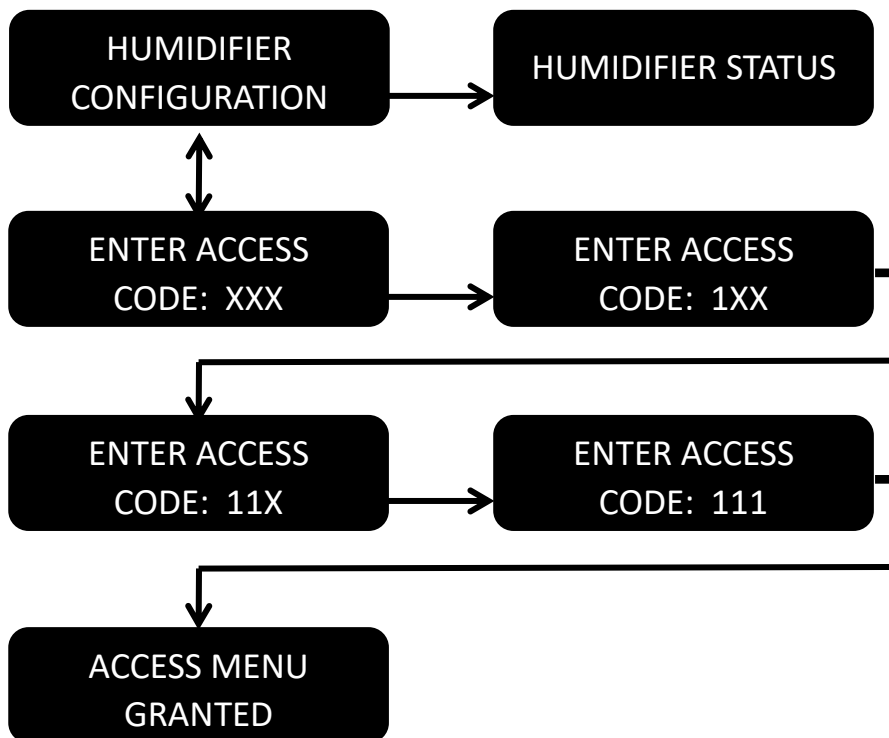 HUMIDIFIER
CONFIGURATION
HUMIDIFIER STATUS
ENTER ACCESS
CODE: XXX
ENTER ACCESS
CODE: 1XX
ENTER ACCESS
CODE: 11X
ENTER ACCESS
CODE: 111
ACCESS MENU
GRANTED